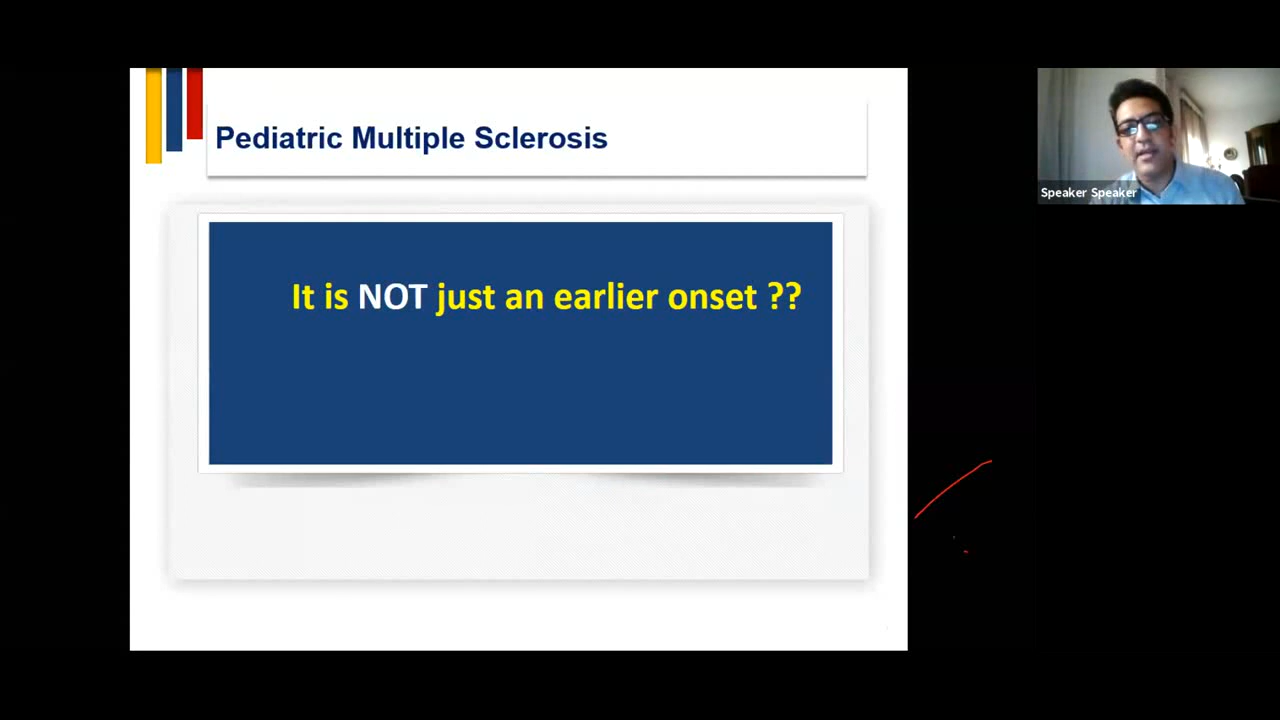 Pediatric Multiple Sclerosis
It is NOT just an earlier onset ??
Speaker Speaker